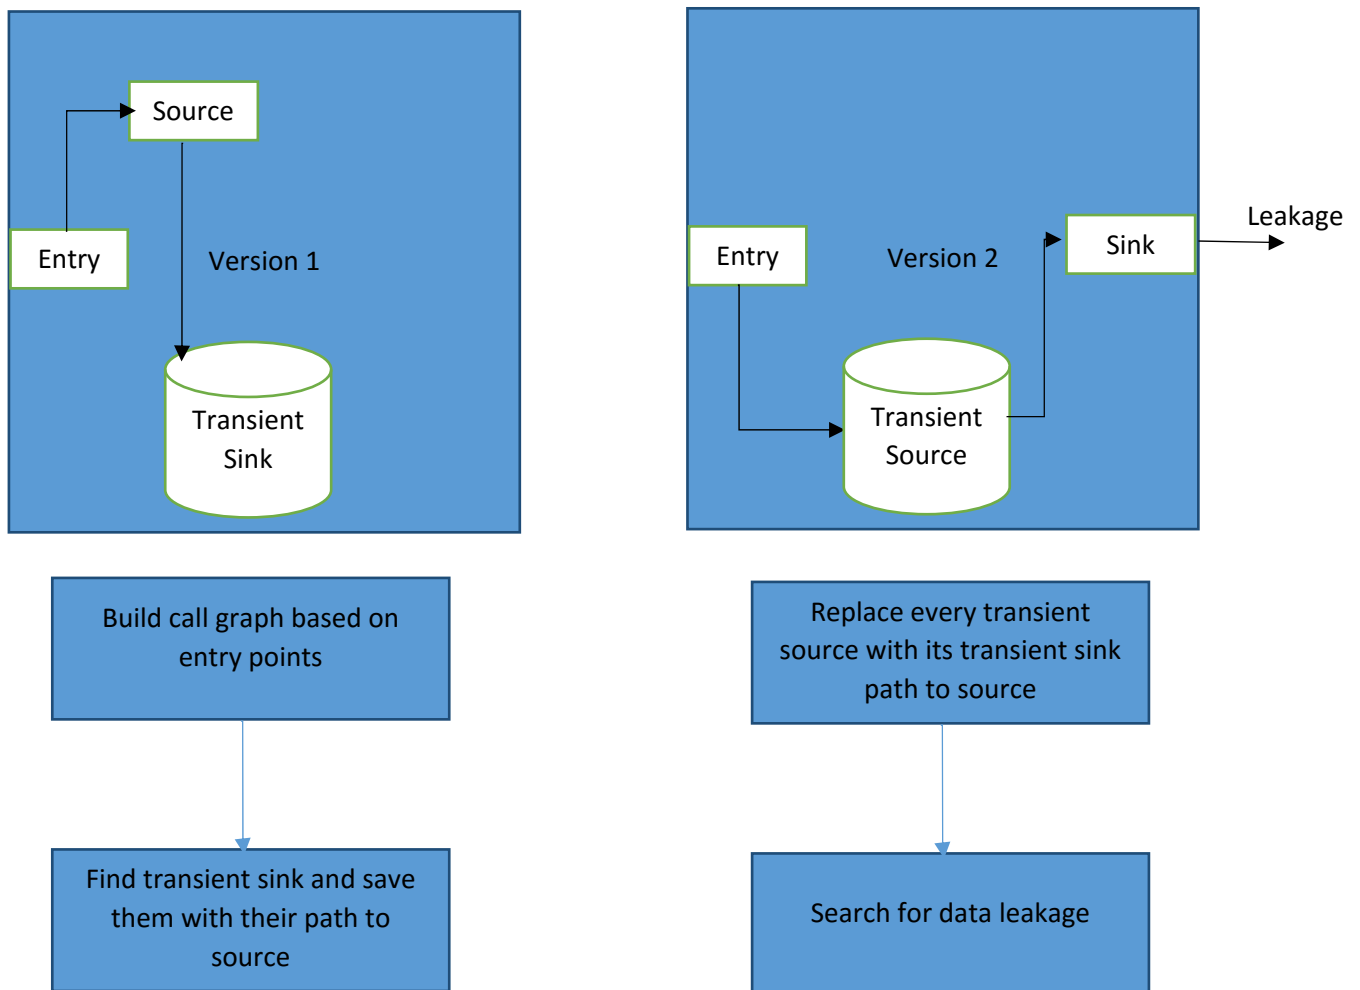 Source
Entry
Version 1
Transient
Sink
Leakage
Sink
Entry
Version 2
Transient
Source
Build call graph based on
entry points
Find transient sink and save
them with their path to
source
Replace every transient
source with its transient sink
path to source
Search for data leakage